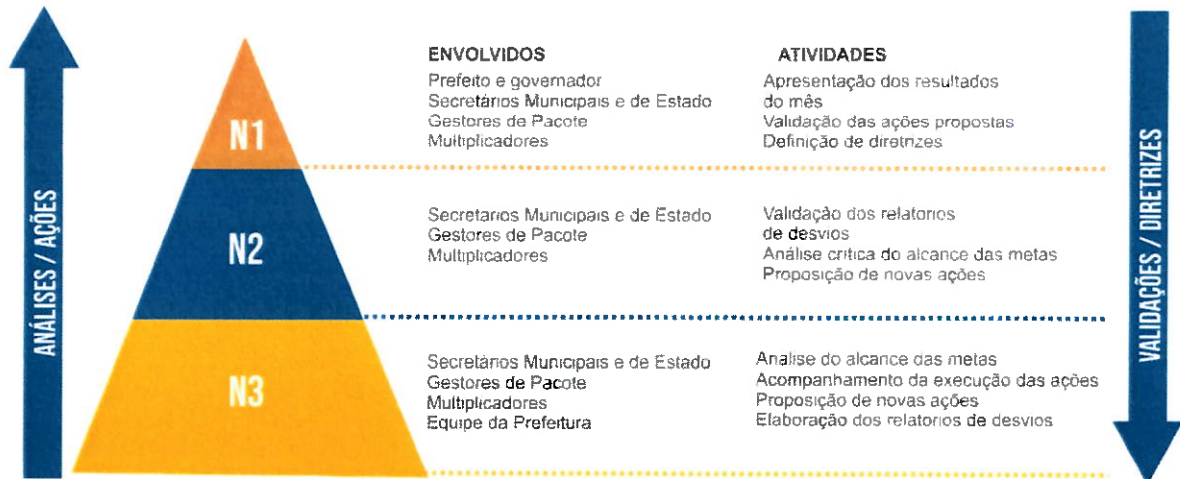 ANÁLISES / AÇÕES
ENVOLVIDOS
Prefeito e governador
Secretários Municipais e de Estado
Gestores de Pacote
Multiplicadores
ATIVIDADES
Apresentação dos resultados
do mês
Validação das ações propostas
Definição de diretrizes
N1
Secretarios Municipais e de Estado
Gestores de Pacote
Multiplicadores
Validação dos relatorios
de desvios
Análise critica do alcance das metas
Proposição de novas ações
N2
Secretários Municipais e de Estado
Gestores de Pacote
Multiplicadores
Equipe da Prefeitura
Analise do alcance das metas
Acompanhamento da execução das ações
Proposição de novas ações
Elaboração dos relatorios de desvios
N3
VALIDAÇÕES / DIRETRIZES